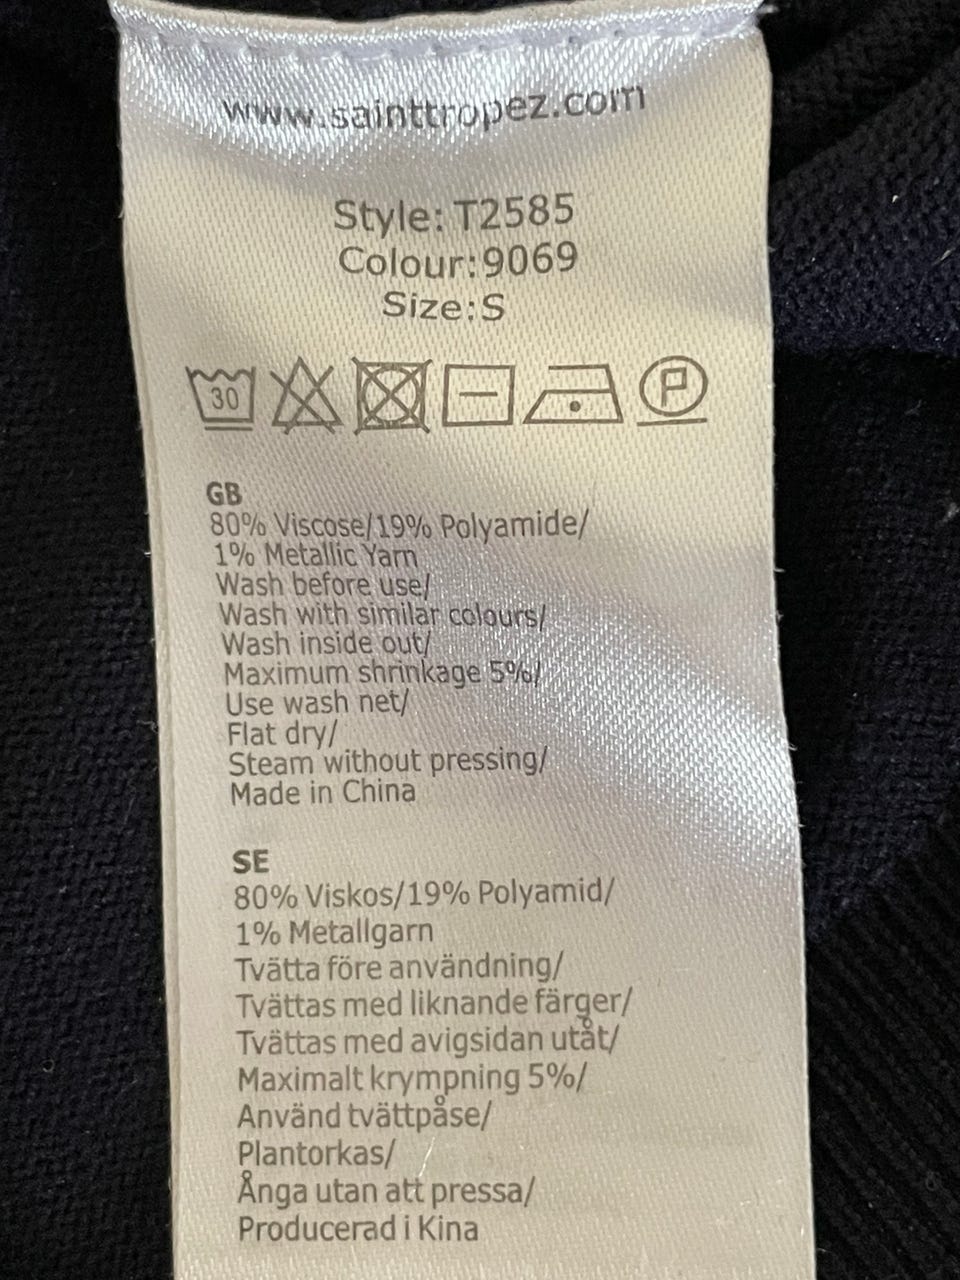 www.sainttropez.com
Style: T2585
Colour:9069
Size:S
30 P
GB
80% Viscose/19% Polyamide/
1% Metallic Yarn
Wash before use/
Wash with similar colours/
Wash inside out/
Maximum shrinkage 5%/
Use wash net/
Flat dry/
Steam without pressing/
Made in China
SE
80% Viskos/19% Polyamid/
1% Metallgarn
Tvätta före användning/
Tvättas med liknande färger/
Tvättas med avigsidan utåt/
Maximalt krympning 5%/
Använd tvättpåse/
Plantorkas/
Ånga utan att pressa/
Producerad i Kina